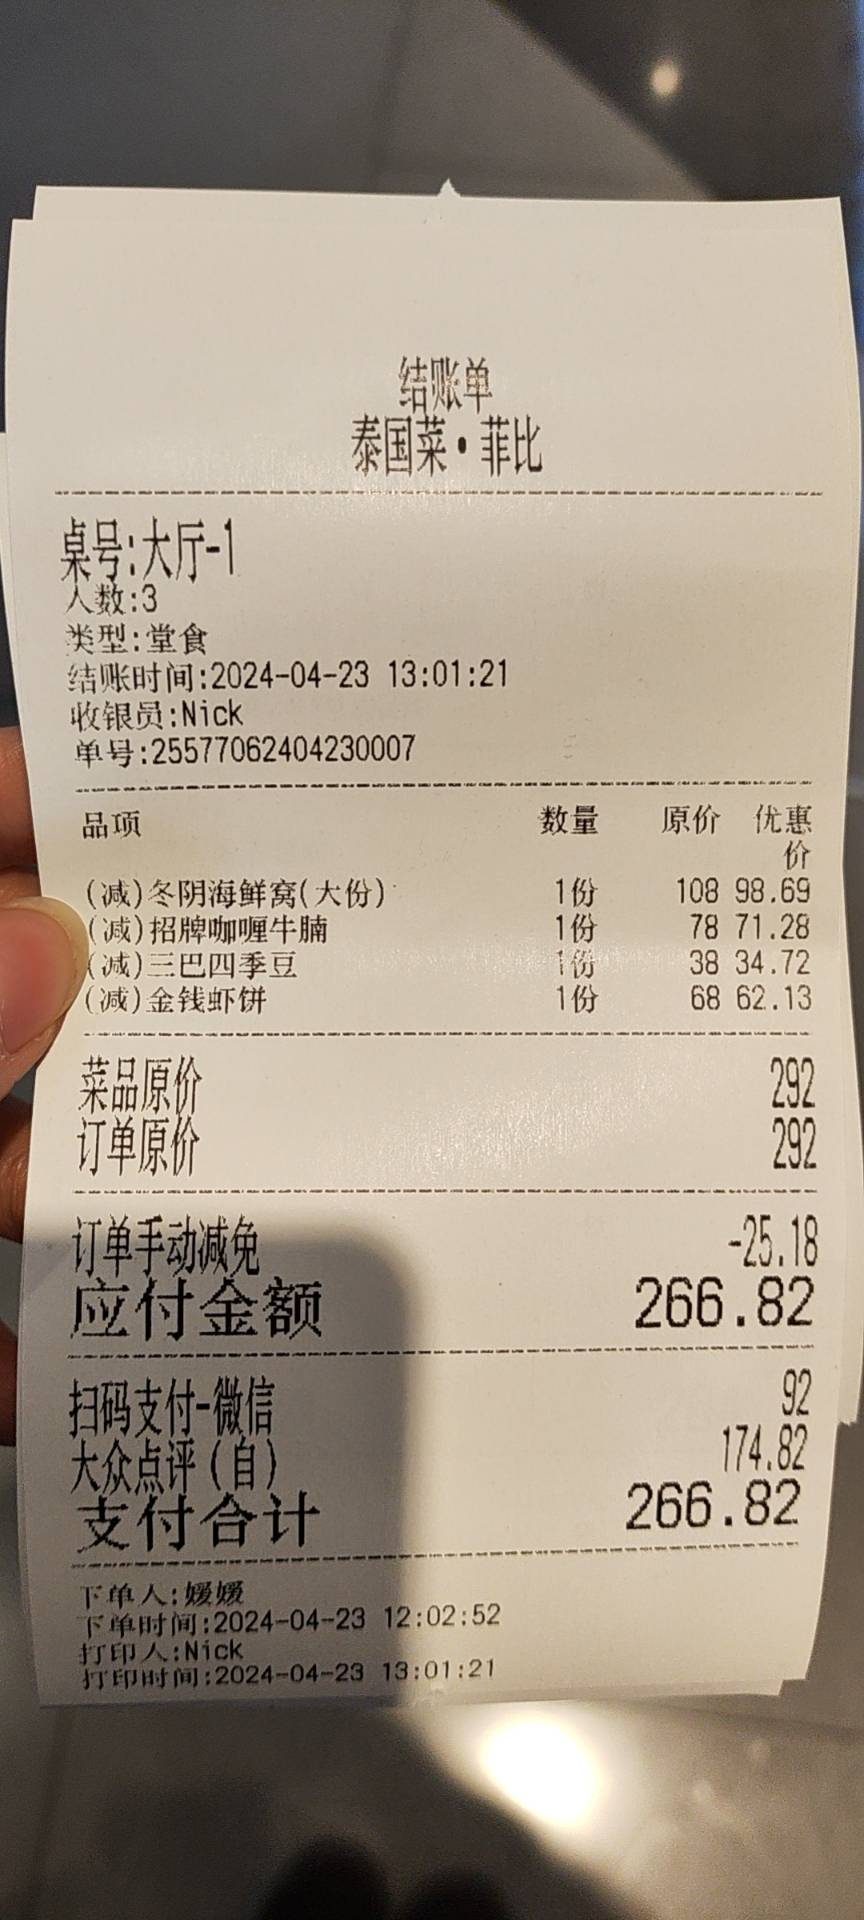 结账单
泰国菜·菲比
桌号:大厅-1
人数:3
类型:堂食
结账时间:2024-04-23 13:01:21
收银员:Nick
单号:25577062404230007
品项 数量 原价 优惠价
(减)冬阴海鲜窝(大份) 1份 108 98.69
(减)招牌咖喱牛腩 1份 78 71.28
(减)三巴四季豆 1份 38 34.72
(减)金钱虾饼 1份 68 62.13
菜品原价 292
订单原价 292
订单手动减免 -25.18
应付金额 266.82
扫码支付-微信 92
大众点评(自) 174.82
支付合计 266.82
下单人:媛媛
下单时间:2024-04-23 12:02:52
打印人:Nick
打印时间:2024-04-23 13:01:21